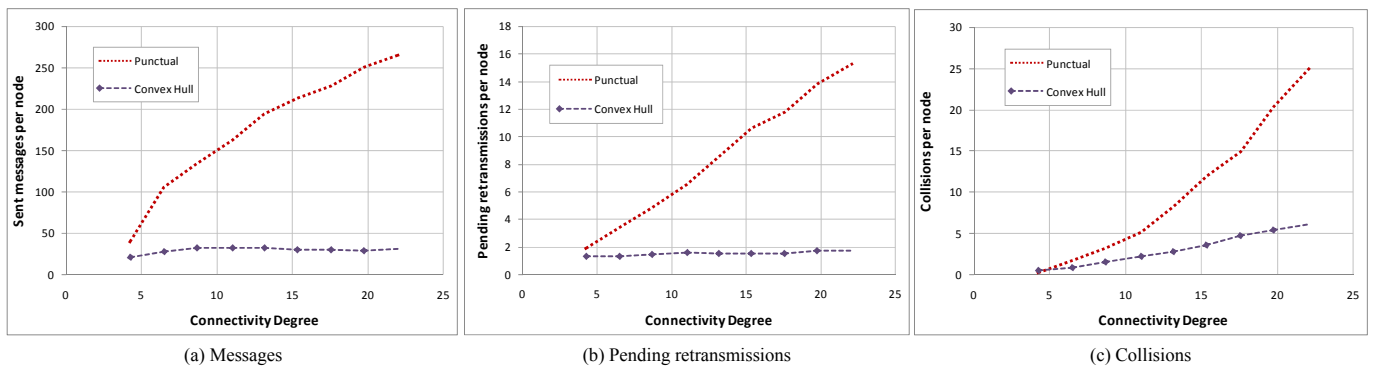 Sent messages per node
300
250
200
150
100
50
0
Punctual
Convex Hull
0 5 10 15 20 25
Connectivity Degree
(a) Messages
Pending retransmissions per node
18
16
14
12
10
8
6
4
2
0
Punctual
Convex Hull
0 5 10 15 20 25
Connectivity Degree
(b) Pending retransmissions
Collisions per node
30
25
20
15
10
5
0
Punctual
Convex Hull
0 5 10 15 20 25
Connectivity Degree
(c) Collisions